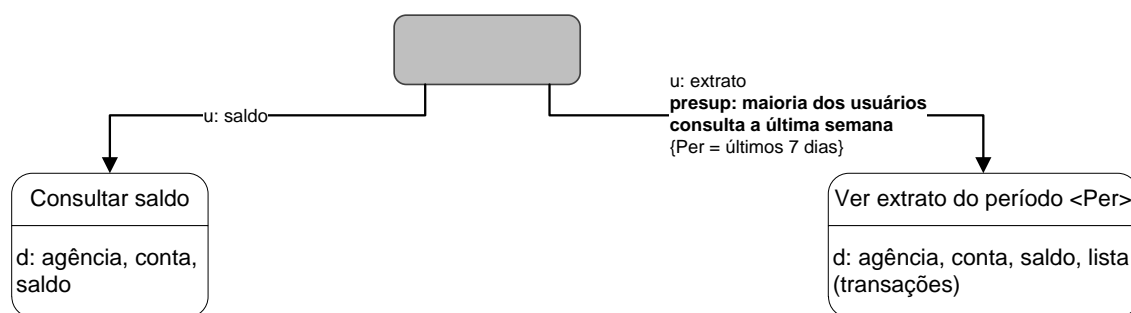 u: extrato
presup: maioria dos usuários
consulta a última semana
{Per = últimos 7 dias}
u: saldo
Consultar saldo
d: agência, conta,
saldo
Ver extrato do período <Per>
d: agência, conta, saldo, lista
(transações)